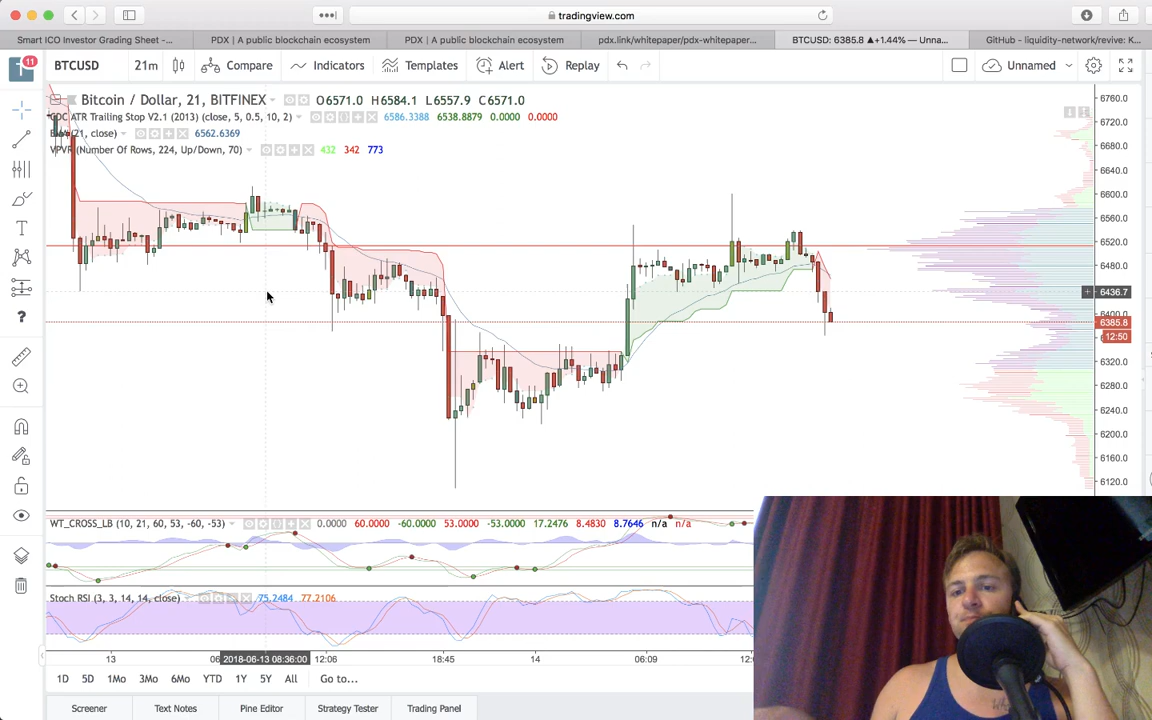 tradingview.com
Smart ICO Investor Grading Sheet -...
PDX | A public blockchain ecosystem
PDX | A public blockchain ecosystem
pdx.link/whitepaper/pdx-whitepaper...
BTCUSD: 6385.8 ▲+1.44% — Unna...
GitHub - liquidity-network/revive: K...
11
BTCUSD
21m
Compare
Indicators
Templates
Alert
Replay
Unnamed
Bitcoin / Dollar, 21, BITFINEX O6571.0 H6584.1 L6557.9 C6571.0
CDC ATR Trailing Stop V2.1 (2013) (close, 5, 0.5, 10, 2) 6586.3388 6538.8879 0.0000 0.0000
EMA (21, close) 6562.6369
VPVR (Number Of Rows, 224, Up/Down, 70) 432 342 773
6760.0
6720.0
6680.0
6640.0
6600.0
6560.0
6520.0
6480.0
6436.7
6400.0
6385.8
12:50
6320.0
6280.0
6240.0
6200.0
6160.0
6120.0
WT_CROSS_LB (10, 21, 60, 53, -60, -53) 0.0000 60.0000 -60.0000 53.0000 -53.0000 17.2476 8.4830 8.7646 n/a n/a
Stoch RSI (3, 3, 14, 14, close) 75.2484 77.2106
13
2018-06-13 08:36:00
12:06
18:45
14
06:09
1D
5D
1Mo
3Mo
6Mo
YTD
1Y
5Y
All
Go to...
Screener
Text Notes
Pine Editor
Strategy Tester
Trading Panel